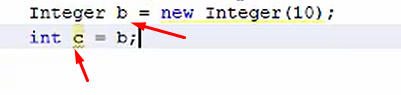 Integer b = new Integer(10);
int c = b;